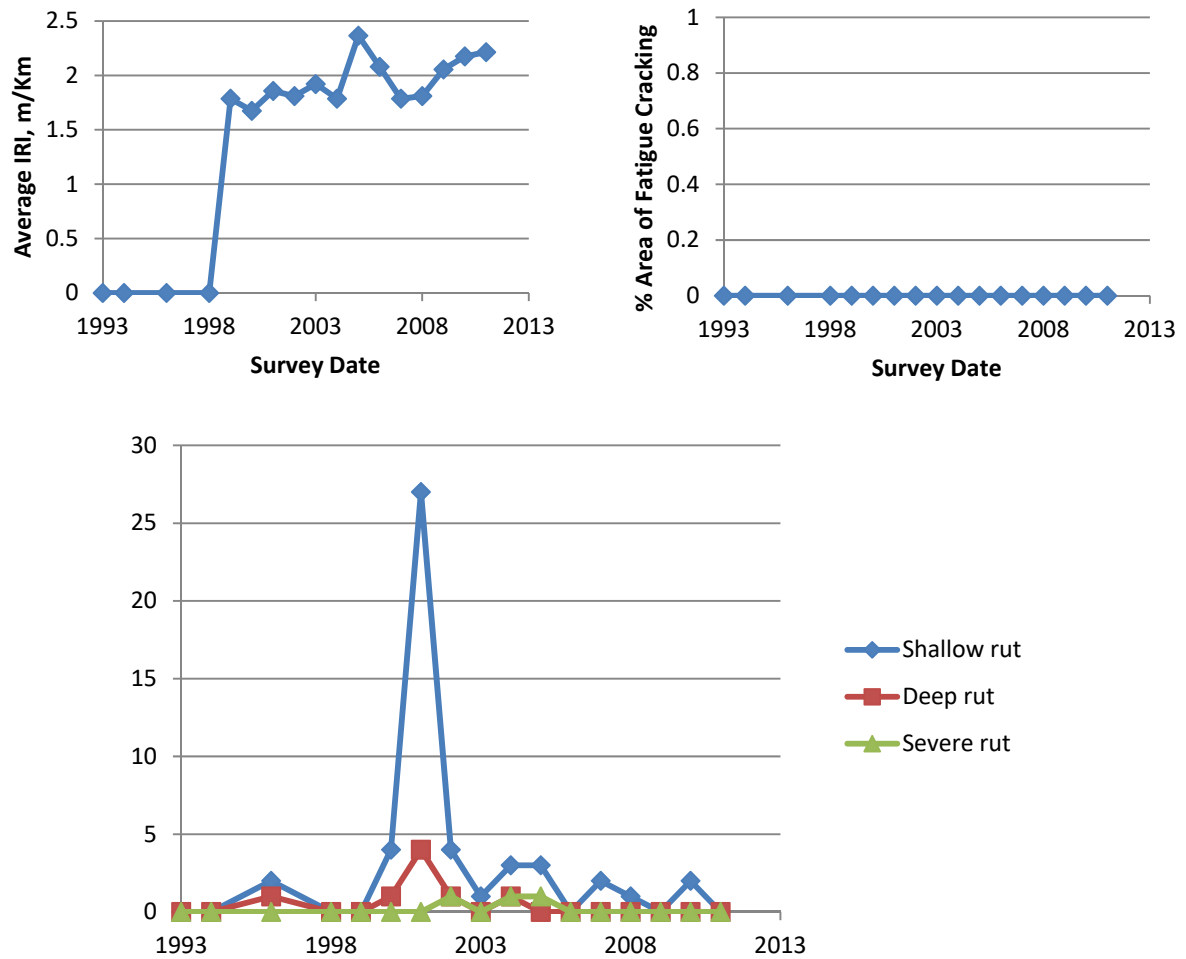 Average IRI, m/Km
2.5
2
1.5
1
0.5
0
1993 1998 2003 2008 2013
Survey Date
% Area of Fatigue Cracking
1
0.8
0.6
0.4
0.2
0
1993 1998 2003 2008 2013
Survey Date
30
25
20
15
10
5
0
1993 1998 2003 2008 2013
Shallow rut
Deep rut
Severe rut